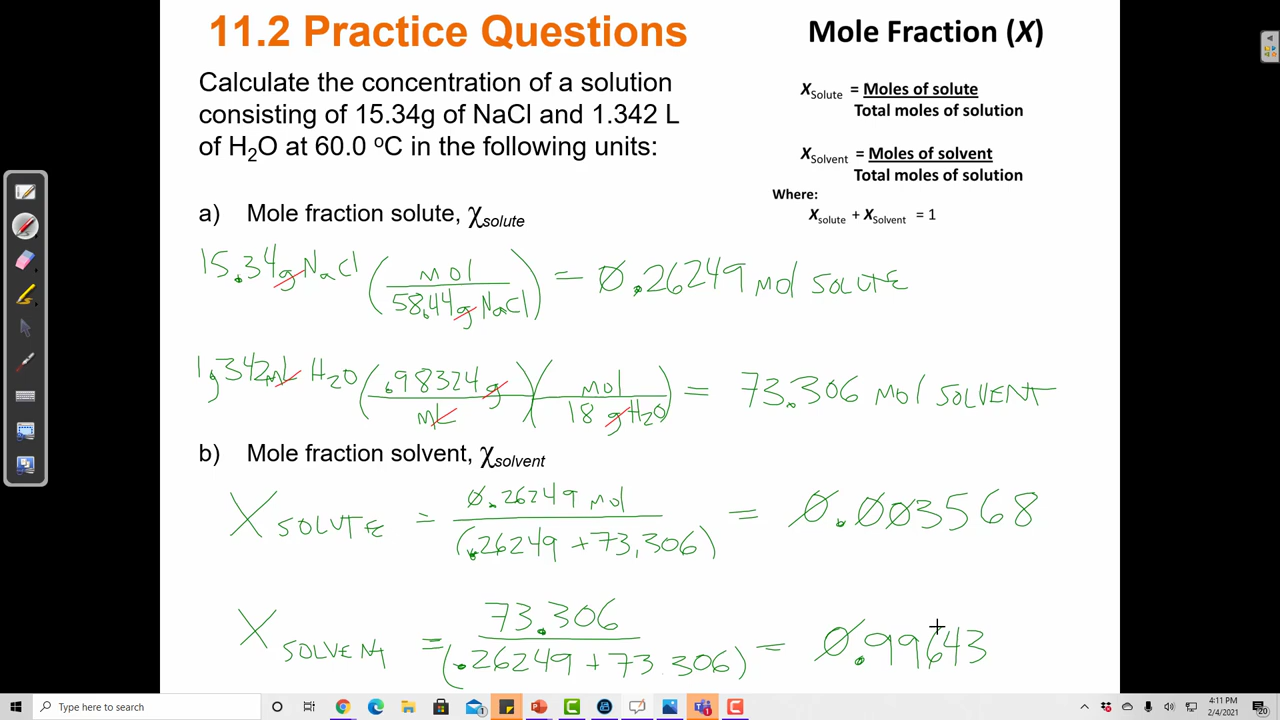 11.2 Practice Questions
Mole Fraction (X)
Calculate the concentration of a solution
consisting of 15.34g of NaCl and 1.342 L
of H2O at 60.0 oC in the following units:
XSolute = Moles of solute
Total moles of solution
XSolvent = Moles of solvent
Total moles of solution
Where:
Xsolute + XSolvent = 1
a) Mole fraction solute, χsolute
15.34g NaCl (mol / 58.44g NaCl) = 0.26249 mol SOLUTE
1,342mL H2O (.98324 g / mL)(mol / 18 g H2O) = 73.306 mol SOLVENT
b) Mole fraction solvent, χsolvent
X SOLUTE = 0.26249 mol / (.26249 + 73.306) = 0.003568
X SOLVENT = 73.306 / (.26249 + 73.306) = 0.99643
Type here to search
4:11 PM
2/4/2021
20